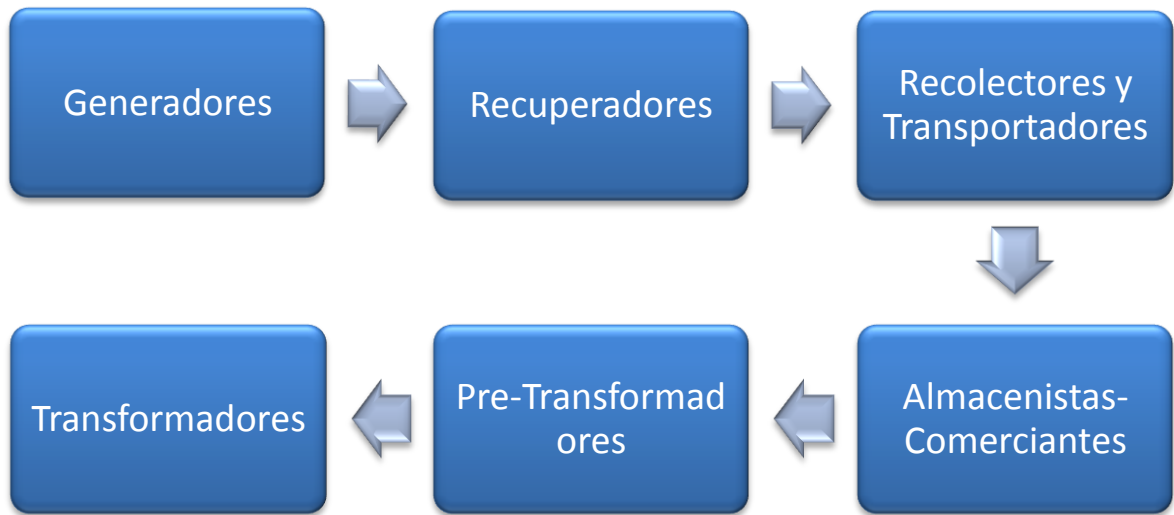 Generadores
Recuperadores
Recolectores y
Transportadores
Almacenistas-
Comerciantes
Pre-Transformad
ores
Transformadores